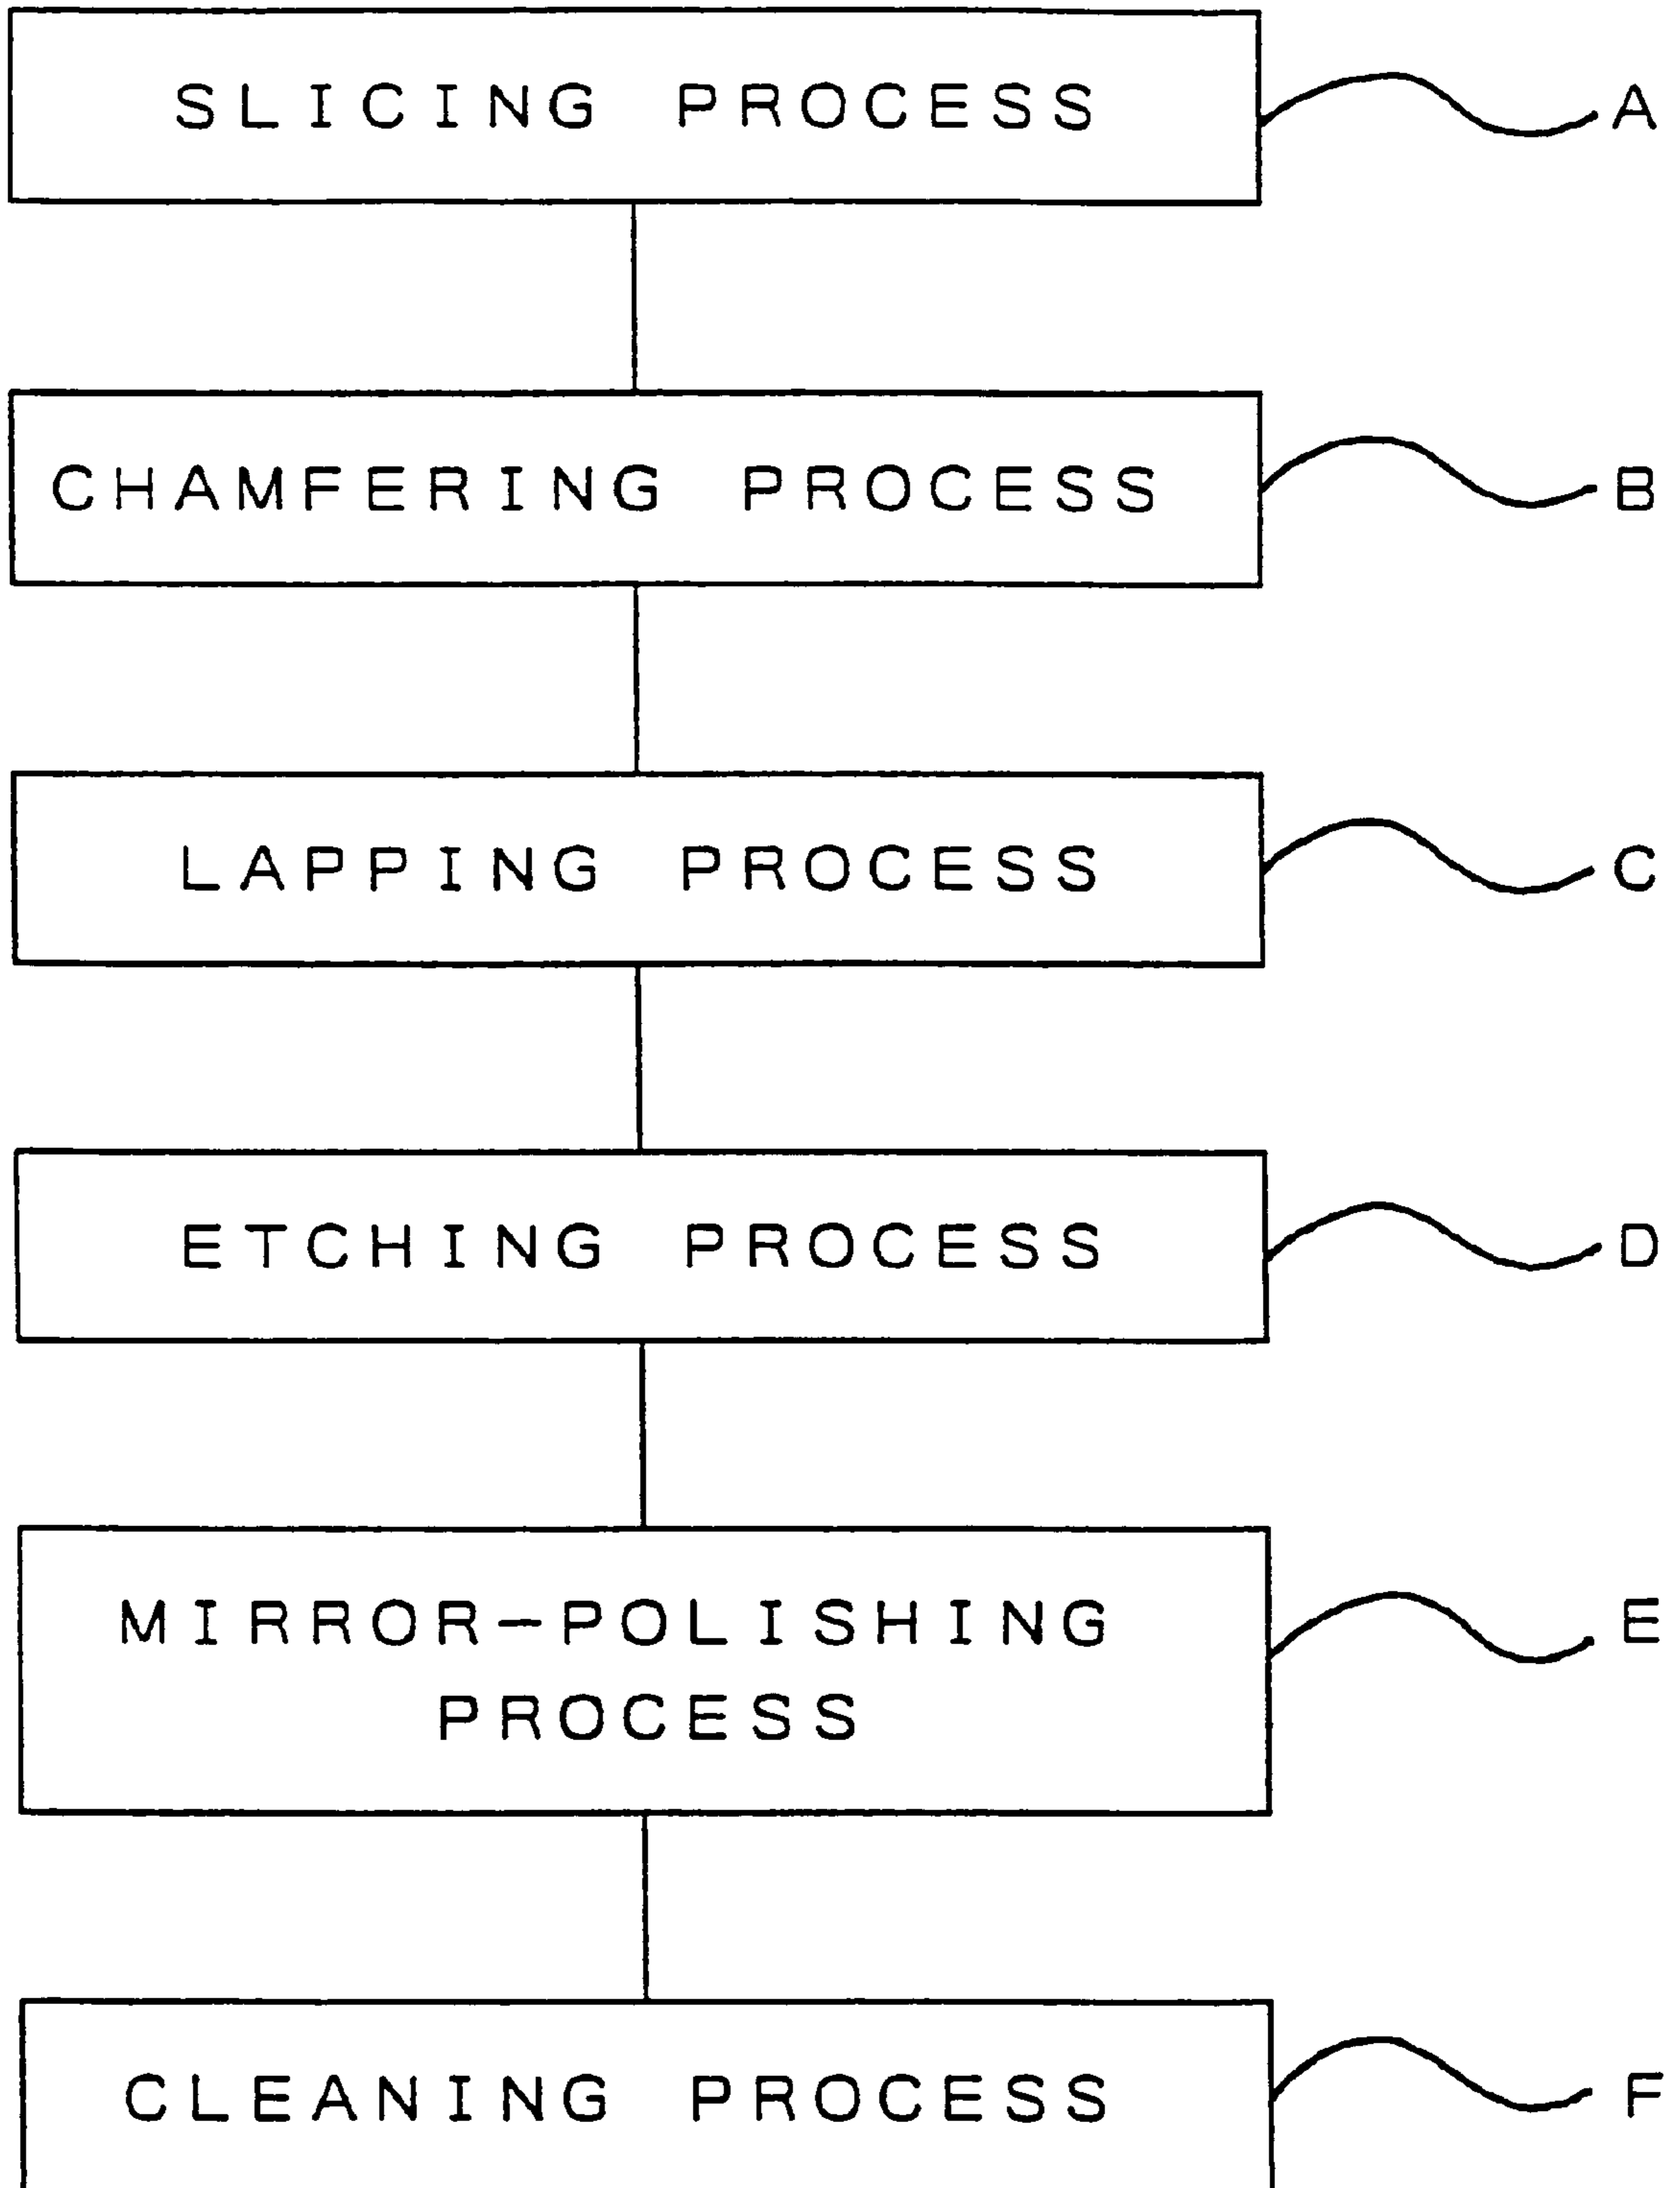 SLICING PROCESS
A
CHAMFERING PROCESS
B
LAPPING PROCESS
C
ETCHING PROCESS
D
MIRROR-POLISHING
PROCESS
E
CLEANING PROCESS
F